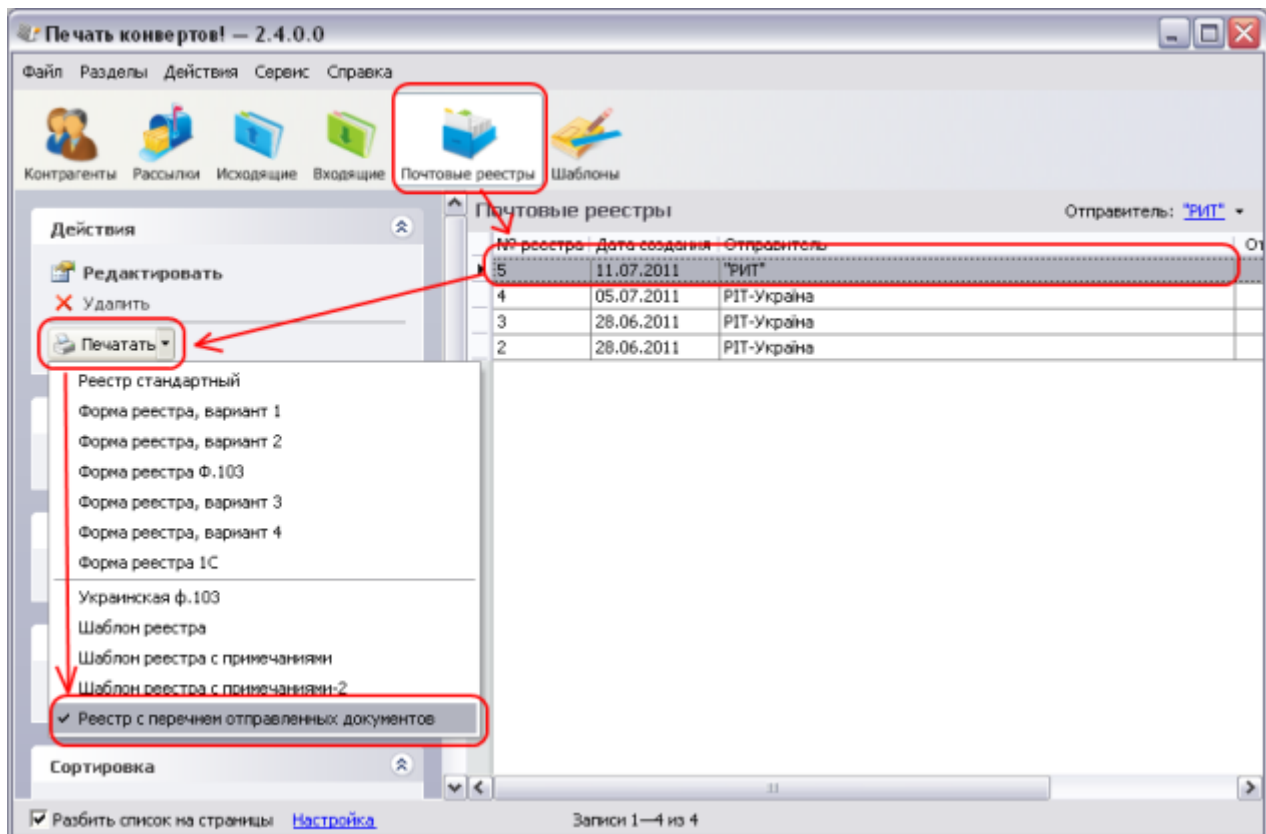 Печать конвертов! — 2.4.0.0
Файл Разделы Действия Сервис Справка
Контрагенты Рассылки Исходящие Входящие Почтовые реестры Шаблоны
Почтовые реестры Отправитель: "РИТ"
Действия
Редактировать
Удалить
Печатать
№ реестра Дата создания Отправитель От
5 11.07.2011 "РИТ"
4 05.07.2011 РІТ-Україна
3 28.06.2011 РІТ-Україна
2 28.06.2011 РІТ-Україна
Реестр стандартный
Форма реестра, вариант 1
Форма реестра, вариант 2
Форма реестра Ф.103
Форма реестра, вариант 3
Форма реестра, вариант 4
Форма реестра 1С
Украинская ф.103
Шаблон реестра
Шаблон реестра с примечаниями
Шаблон реестра с примечаниями-2
Реестр с перечнем отправленных документов
Сортировка
Разбить список на страницы Настройка Записи 1—4 из 4